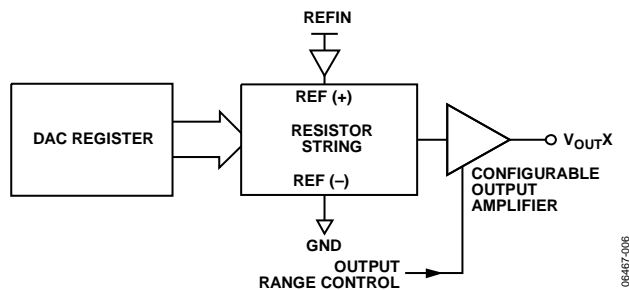 REFIN
REF (+)
DAC REGISTER
RESISTOR
STRING
REF (–)
GND
VOUTX
CONFIGURABLE
OUTPUT
AMPLIFIER
OUTPUT
RANGE CONTROL
06467-006